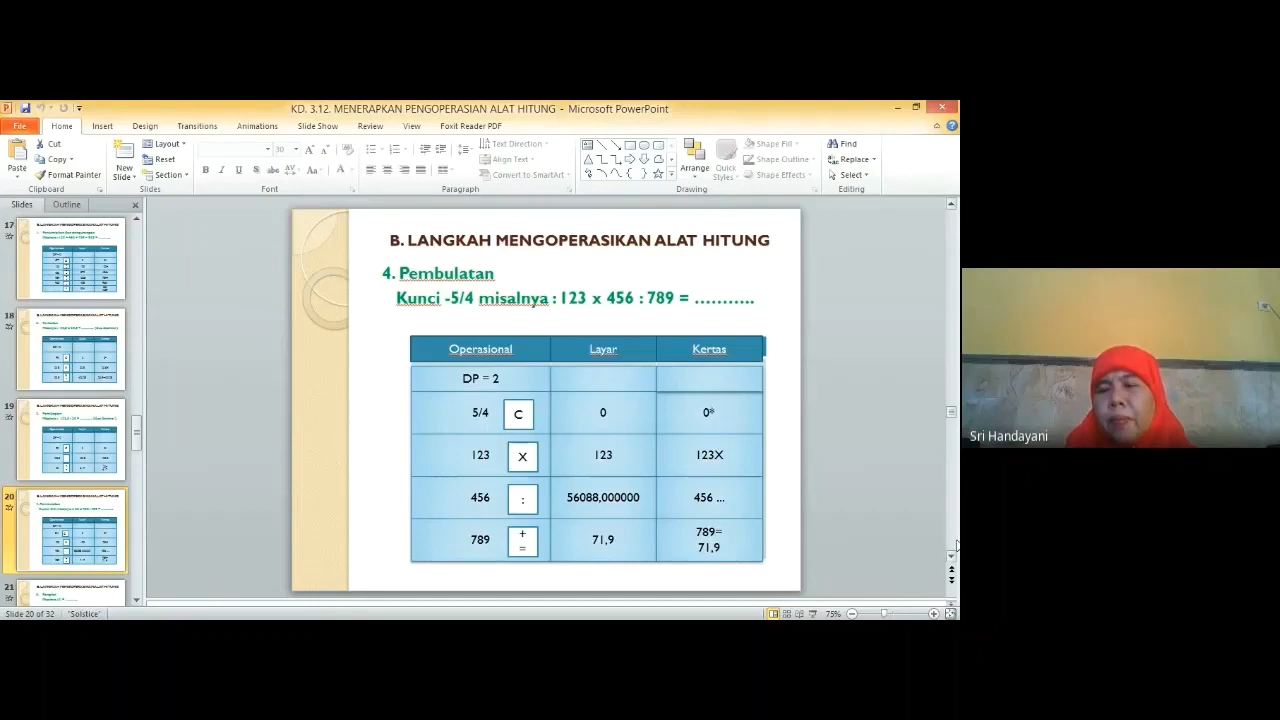 KD. 3.12. MENERAPKAN PENGOPERASIAN ALAT HITUNG - Microsoft PowerPoint
File Home Insert Design Transitions Animations Slide Show Review View Foxit Reader PDF
Paste
Cut
Copy
Format Painter
Clipboard
New Slide
Layout
Reset
Section
Slides
30
Font
Text Direction
Align Text
Convert to SmartArt
Paragraph
Arrange
Quick Styles
Shape Fill
Shape Outline
Shape Effects
Drawing
Find
Replace
Select
Editing
Slides Outline
17
18
19
20
21
B. LANGKAH MENGOPERASIKAN ALAT HITUNG
4. Pembulatan
Kunci -5/4 misalnya : 123 x 456 : 789 = ...........
Operasional Layar Kertas
DP = 2
5/4 C 0 0*
123 X 123 123X
456 : 56088,000000 456 ...
789 + = 71,9 789= 71,9
Sri Handayani
Slide 20 of 32 "Solstice" 75%